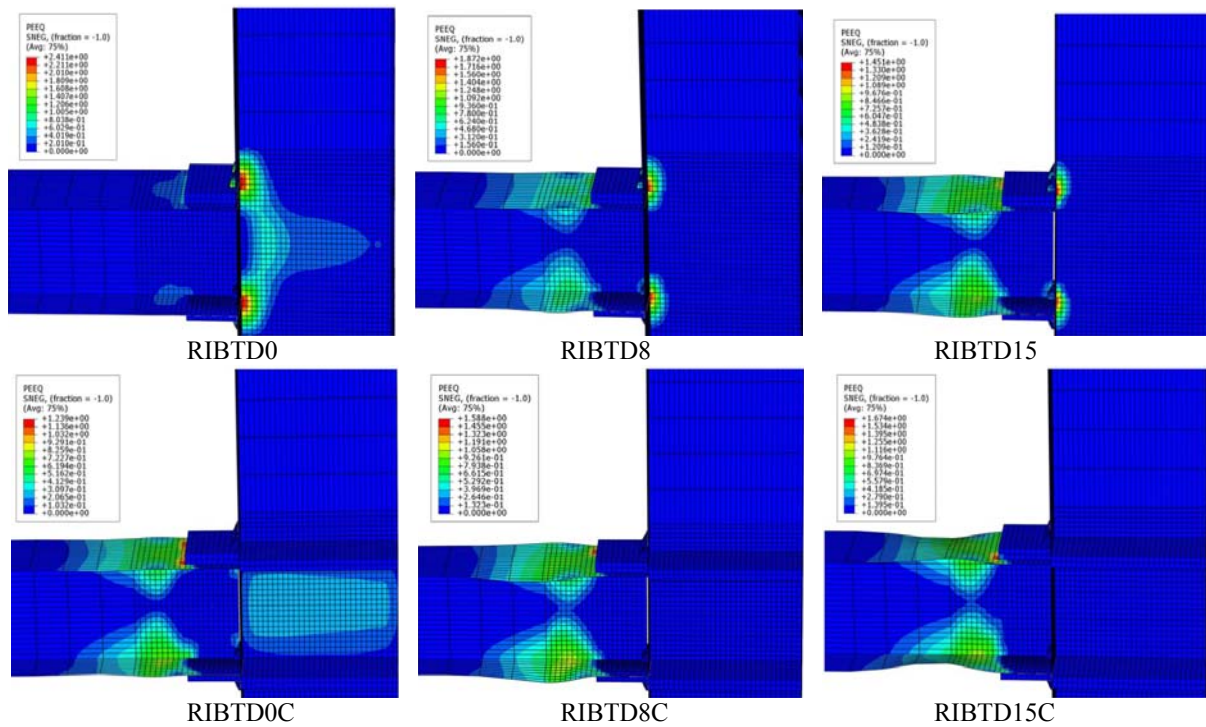 PEEQ
SNEG, (fraction = -1.0)
(Avg: 75%)
+2.411e+00
+2.211e+00
+2.010e+00
+1.809e+00
+1.608e+00
+1.407e+00
+1.206e+00
+1.005e+00
+8.038e-01
+6.029e-01
+4.019e-01
+2.010e-01
+0.000e+00
PEEQ
SNEG, (fraction = -1.0)
(Avg: 75%)
+1.872e+00
+1.716e+00
+1.560e+00
+1.404e+00
+1.248e+00
+1.092e+00
+9.360e-01
+7.800e-01
+6.240e-01
+4.680e-01
+3.120e-01
+1.560e-01
+0.000e+00
PEEQ
SNEG, (fraction = -1.0)
(Avg: 75%)
+1.451e+00
+1.330e+00
+1.209e+00
+1.089e+00
+9.676e-01
+8.466e-01
+7.257e-01
+6.047e-01
+4.838e-01
+3.628e-01
+2.419e-01
+1.209e-01
+0.000e+00
RIBTD0
RIBTD8
RIBTD15
PEEQ
SNEG, (fraction = -1.0)
(Avg: 75%)
+1.239e+00
+1.136e+00
+1.032e+00
+9.291e-01
+8.259e-01
+7.227e-01
+6.194e-01
+5.162e-01
+4.129e-01
+3.097e-01
+2.065e-01
+1.032e-01
+0.000e+00
PEEQ
SNEG, (fraction = -1.0)
(Avg: 75%)
+1.588e+00
+1.455e+00
+1.323e+00
+1.191e+00
+1.058e+00
+9.261e-01
+7.938e-01
+6.615e-01
+5.292e-01
+3.969e-01
+2.646e-01
+1.323e-01
+0.000e+00
PEEQ
SNEG, (fraction = -1.0)
(Avg: 75%)
+1.674e+00
+1.534e+00
+1.395e+00
+1.255e+00
+1.116e+00
+9.764e-01
+8.369e-01
+6.974e-01
+5.579e-01
+4.185e-01
+2.790e-01
+1.395e-01
+0.000e+00
RIBTD0C
RIBTD8C
RIBTD15C